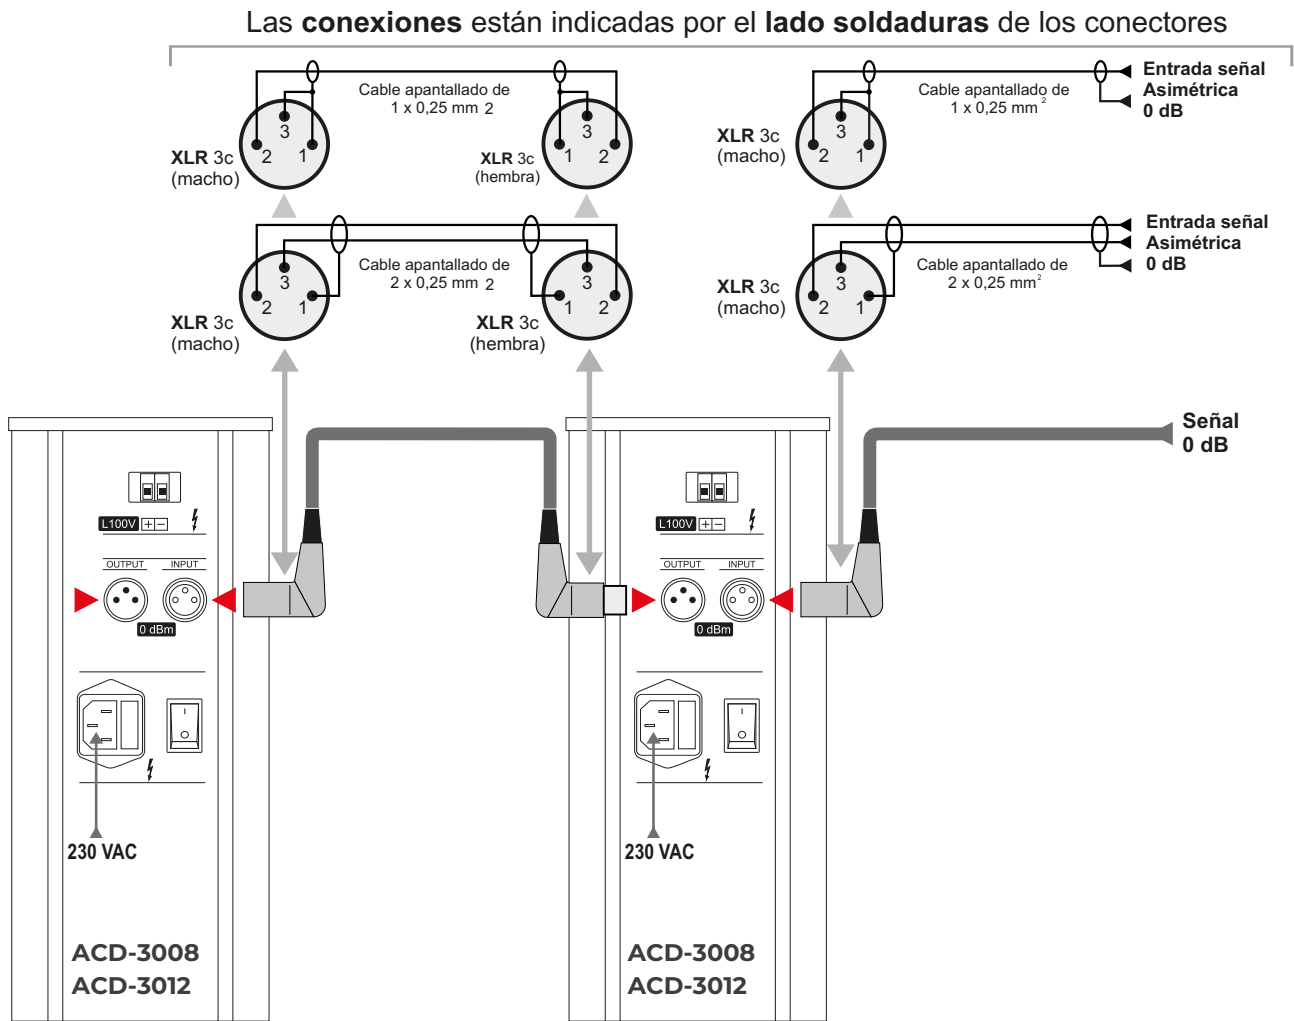 Las conexiones están indicadas por el lado soldaduras de los conectores
Cable apantallado de
1 x 0,25 mm 2
3
2
1
XLR 3c
(macho)
3
1
2
XLR 3c
(hembra)
Cable apantallado de
1 x 0,25 mm 2
3
2
1
XLR 3c
(macho)
Entrada señal
Asimétrica
0 dB
Cable apantallado de
2 x 0,25 mm 2
3
2
1
XLR 3c
(macho)
3
1
2
XLR 3c
(hembra)
Cable apantallado de
2 x 0,25 mm 2
3
2
1
XLR 3c
(macho)
Entrada señal
Asimétrica
0 dB
Señal
0 dB
L100V + −
OUTPUT INPUT
0 dBm
I
230 VAC
ACD-3008
ACD-3012
L100V + −
OUTPUT INPUT
0 dBm
I
230 VAC
ACD-3008
ACD-3012